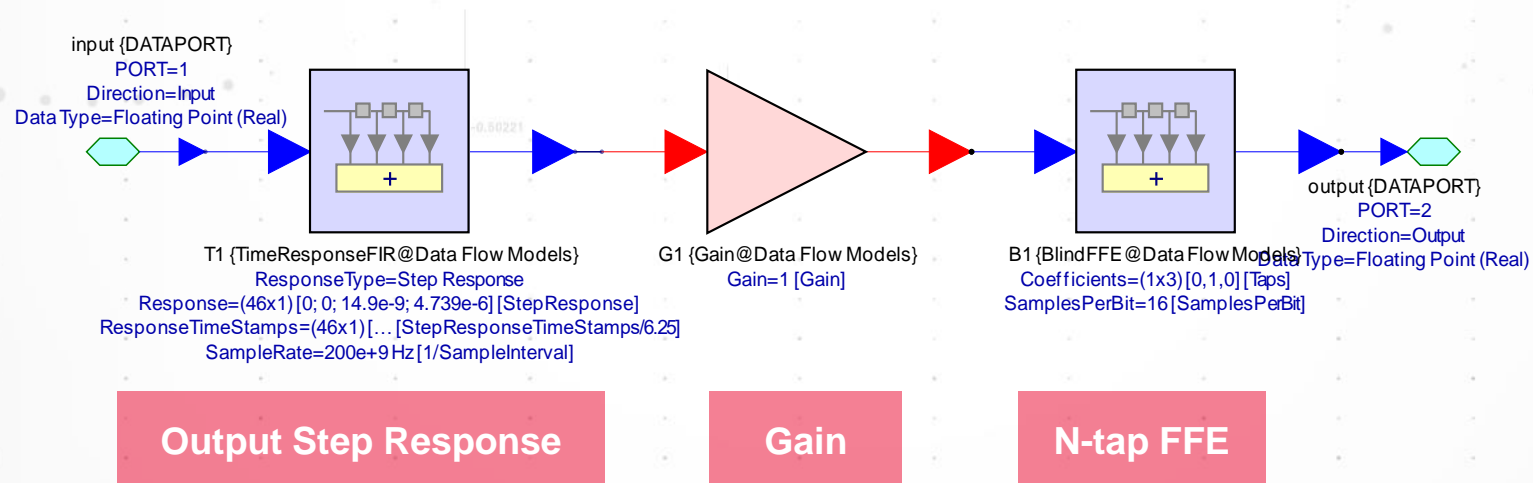 input {DATAPORT}
PORT=1
Direction=Input
Data Type=Floating Point (Real)
-0.50221
+
T1 {TimeResponseFIR@Data Flow Models}
ResponseType=Step Response
Response=(46x1) [0; 0; 14.9e-9; 4.739e-6] [StepResponse]
ResponseTimeStamps=(46x1) [… [StepResponseTimeStamps/6.25]
SampleRate=200e+9 Hz [1/SampleInterval]
G1 {Gain@Data Flow Models}
Gain=1 [Gain]
+
B1 {BlindFFE@Data Flow Models}
Coefficients=(1x3) [0,1,0] [Taps]
SamplesPerBit=16 [SamplesPerBit]
output {DATAPORT}
PORT=2
Direction=Output
Data Type=Floating Point (Real)
Output Step Response
Gain
N-tap FFE